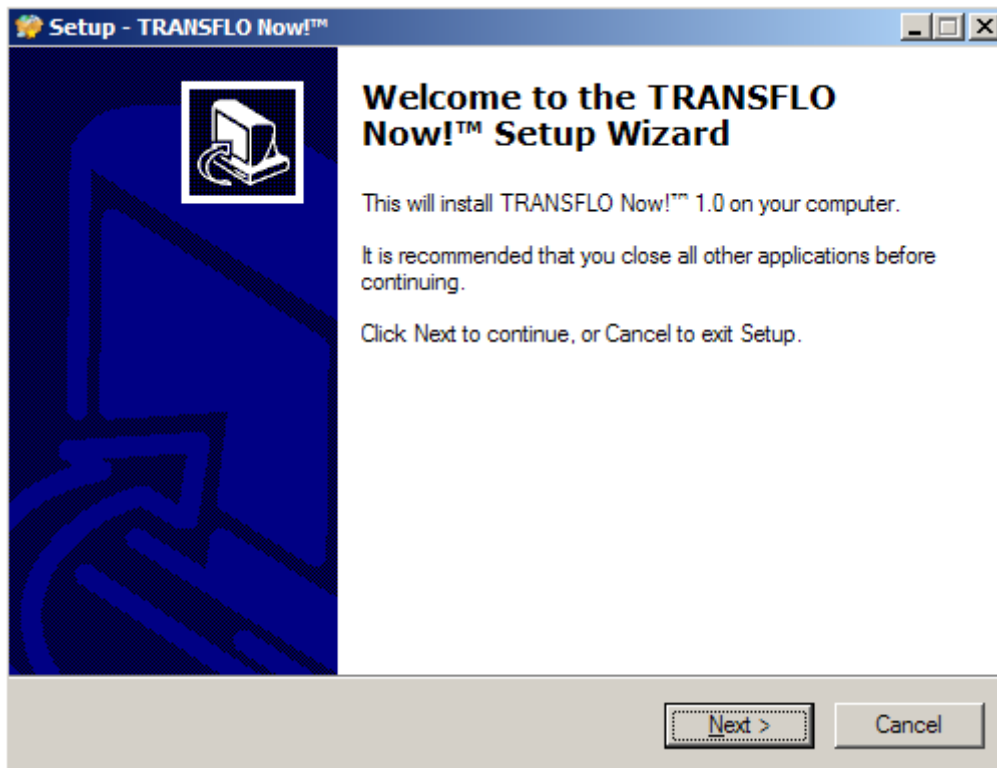 Setup - TRANSFLO Now!™
Welcome to the TRANSFLO
Now!™ Setup Wizard
This will install TRANSFLO Now!™ 1.0 on your computer.
It is recommended that you close all other applications before
continuing.
Click Next to continue, or Cancel to exit Setup.
Next >
Cancel